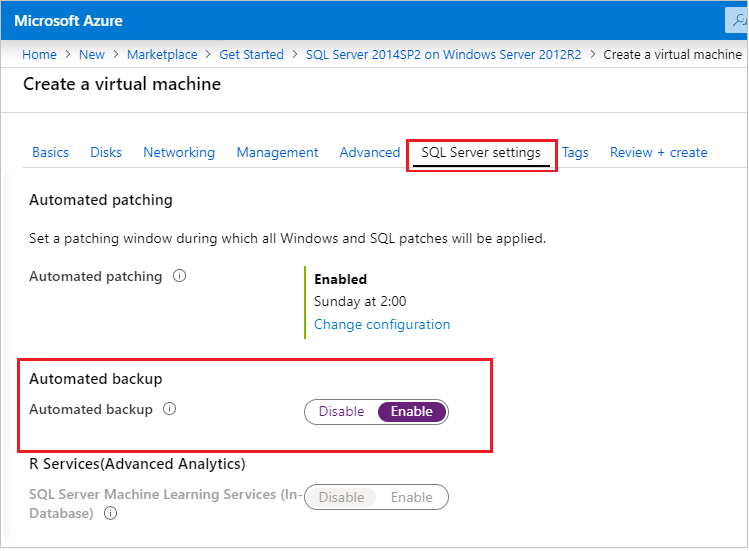 Microsoft Azure
Home > New > Marketplace > Get Started > SQL Server 2014SP2 on Windows Server 2012R2 > Create a virtual machine
Create a virtual machine
Basics Disks Networking Management Advanced SQL Server settings Tags Review + create
Automated patching
Set a patching window during which all Windows and SQL patches will be applied.
Automated patching
Enabled
Sunday at 2:00
Change configuration
Automated backup
Automated backup Disable Enable
R Services(Advanced Analytics)
SQL Server Machine Learning Services (In-
Database)
Disable Enable